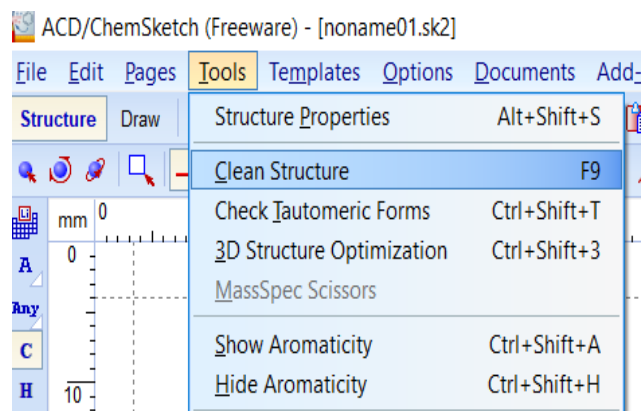 ACD/ChemSketch (Freeware) - [noname01.sk2]
File Edit Pages Tools Templates Options Documents Add-
Structure Draw
Structure Properties Alt+Shift+S
Clean Structure F9
Check Tautomeric Forms Ctrl+Shift+T
3D Structure Optimization Ctrl+Shift+3
MassSpec Scissors
Show Aromaticity Ctrl+Shift+A
Hide Aromaticity Ctrl+Shift+H
mm 0
0
10
Li
A
Any
C
H